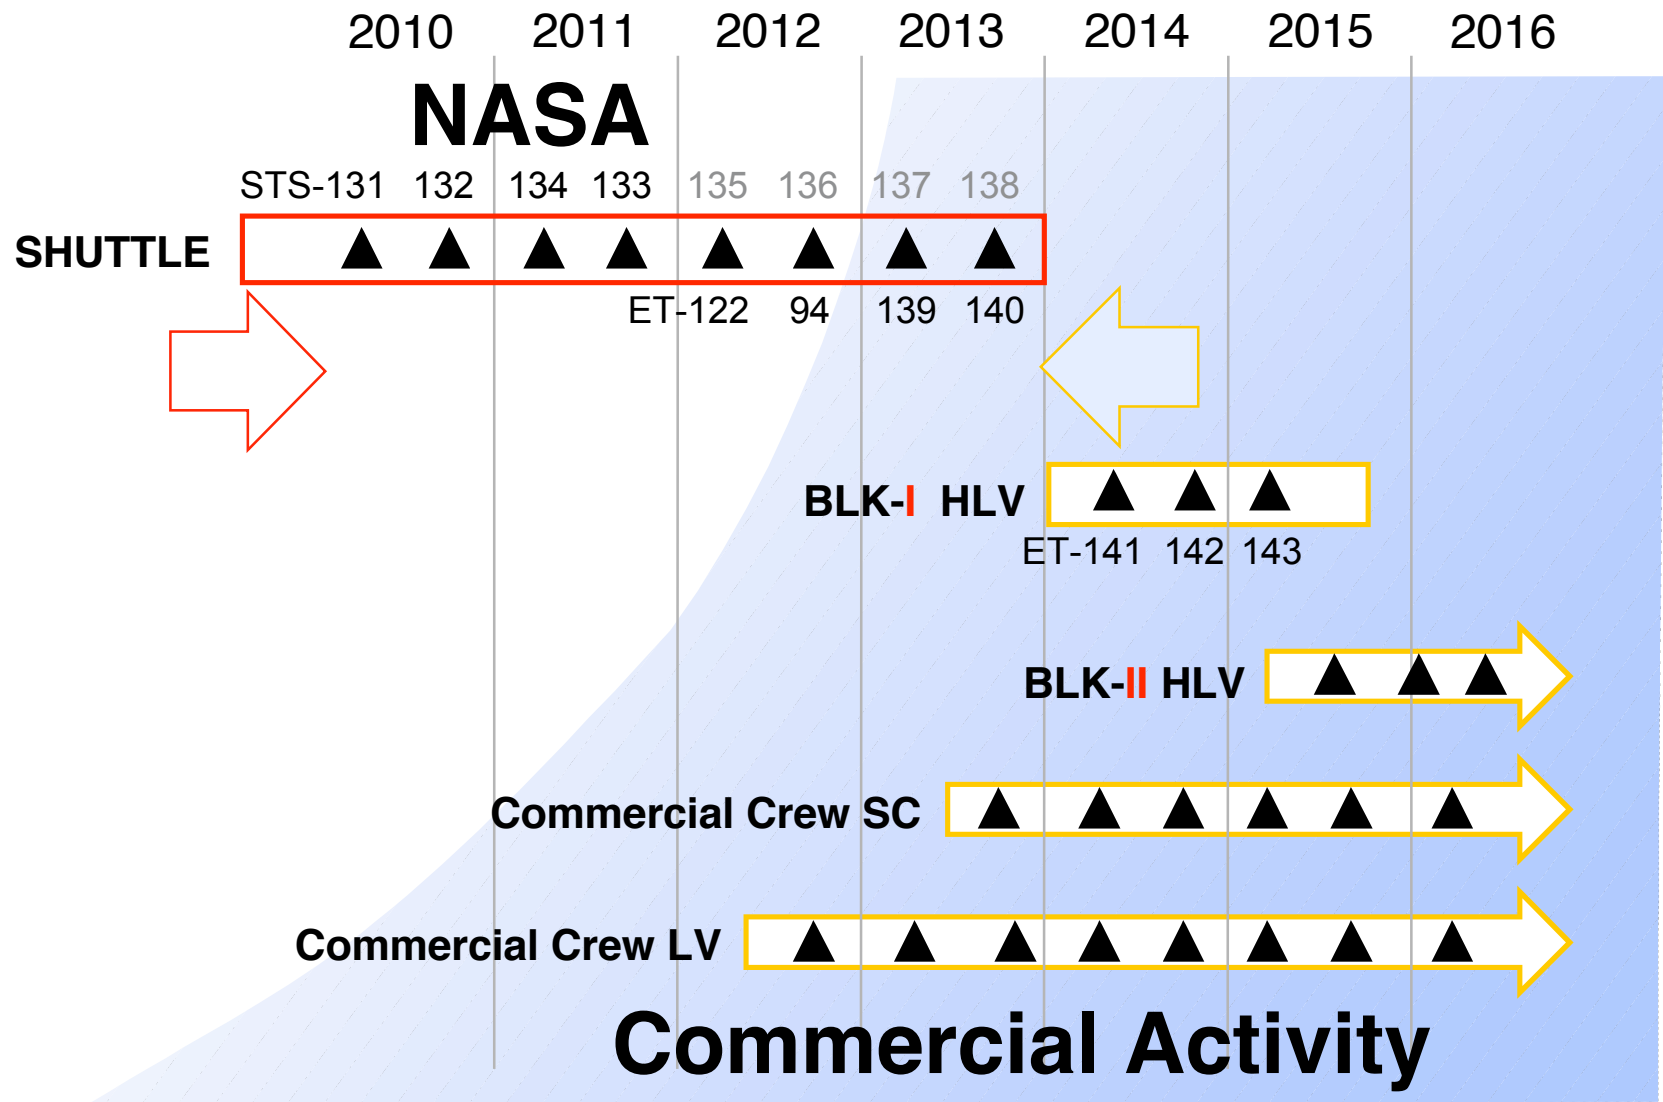 2010 2011 2012 2013 2014 2015 2016
NASA
STS-131 132 134 133 135 136 137 138
SHUTTLE
ET-122 94 139 140
BLK-I HLV
ET-141 142 143
BLK-II HLV
Commercial Crew SC
Commercial Crew LV
Commercial Activity